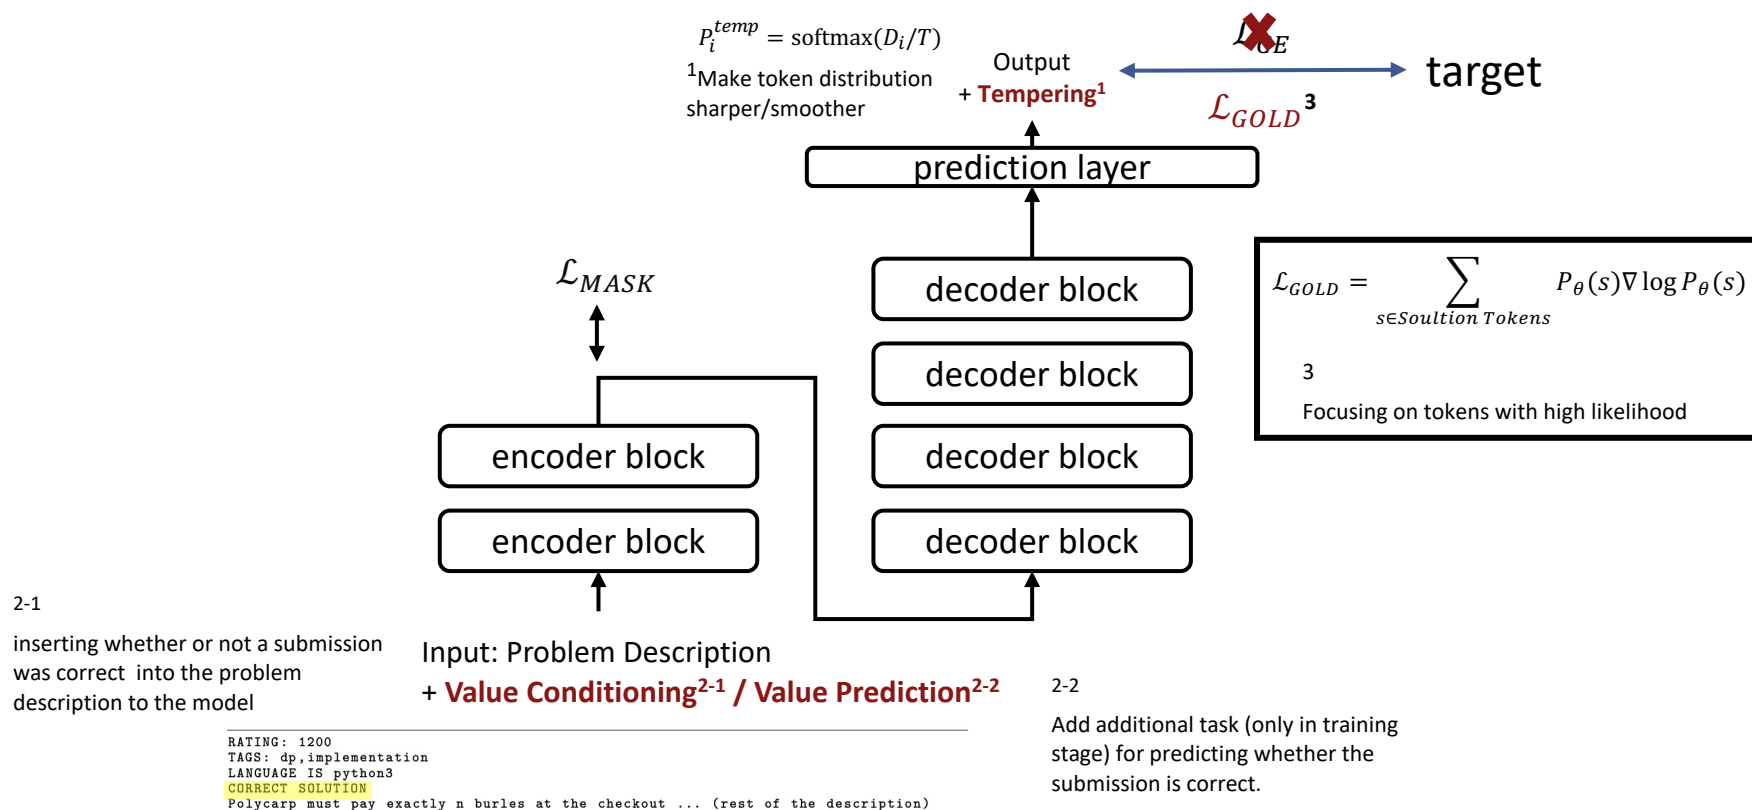 P_i^{temp} = softmax(D_i/T)
¹Make token distribution
sharper/smoother
Output
+ Tempering¹
ℒ_CE
target
ℒ_GOLD ³
prediction layer
decoder block
decoder block
decoder block
decoder block
ℒ_MASK
encoder block
encoder block
ℒ_GOLD = ∑_{s∈Soultion Tokens} P_θ(s)∇ log P_θ(s)
3
Focusing on tokens with high likelihood
2-1
inserting whether or not a submission
was correct into the problem
description to the model
Input: Problem Description
+ Value Conditioning²⁻¹ / Value Prediction²⁻²
2-2
Add additional task (only in training
stage) for predicting whether the
submission is correct.
RATING: 1200
TAGS: dp,implementation
LANGUAGE IS python3
CORRECT SOLUTION
Polycarp must pay exactly n burles at the checkout ... (rest of the description)